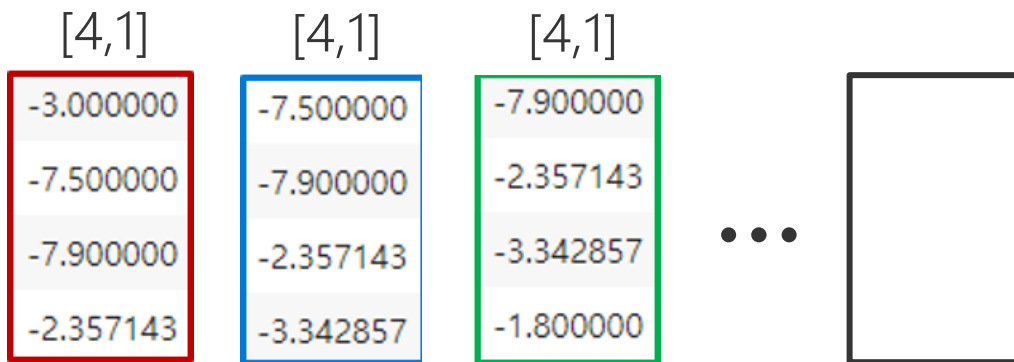 [4,1] [4,1] [4,1]
-3.000000 -7.500000 -7.900000
-7.500000 -7.900000 -2.357143
-7.900000 -2.357143 -3.342857
-2.357143 -3.342857 -1.800000